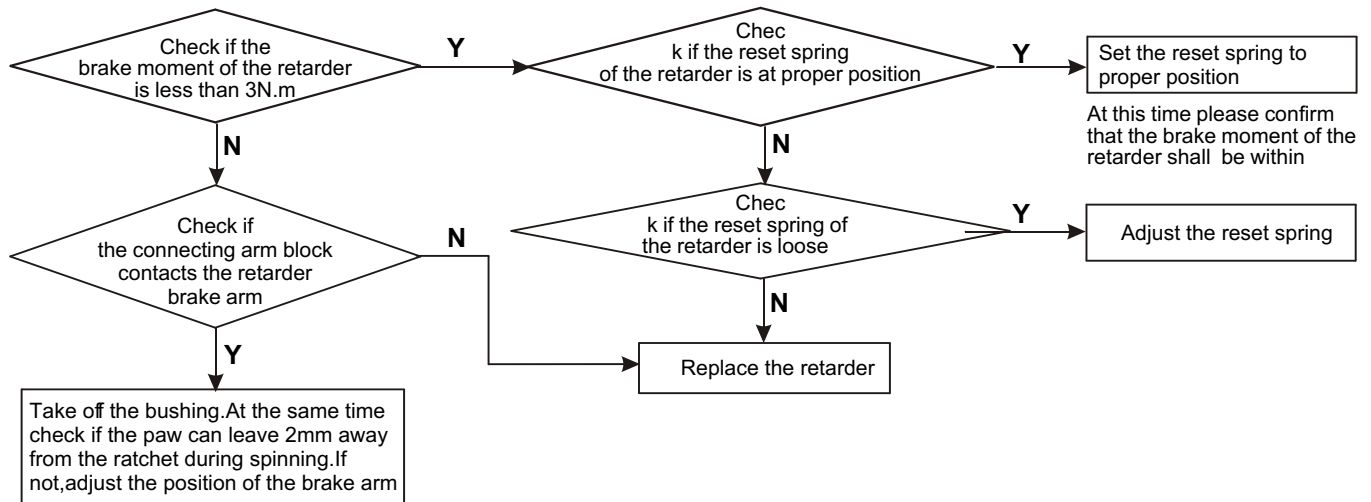 Check if the
brake moment of the retarder
is less than 3N.m
Y
Chec
k if the reset spring
of the retarder is at proper position
Y
Set the reset spring to
proper position
At this time please confirm
that the brake moment of the
retarder shall be within
N
N
Check if
the connecting arm block
contacts the retarder
brake arm
N
Chec
k if the reset spring of
the retarder is loose
Y
Adjust the reset spring
N
Y
Replace the retarder
Take off the bushing.At the same time
check if the paw can leave 2mm away
from the ratchet during spinning.If
not,adjust the position of the brake arm